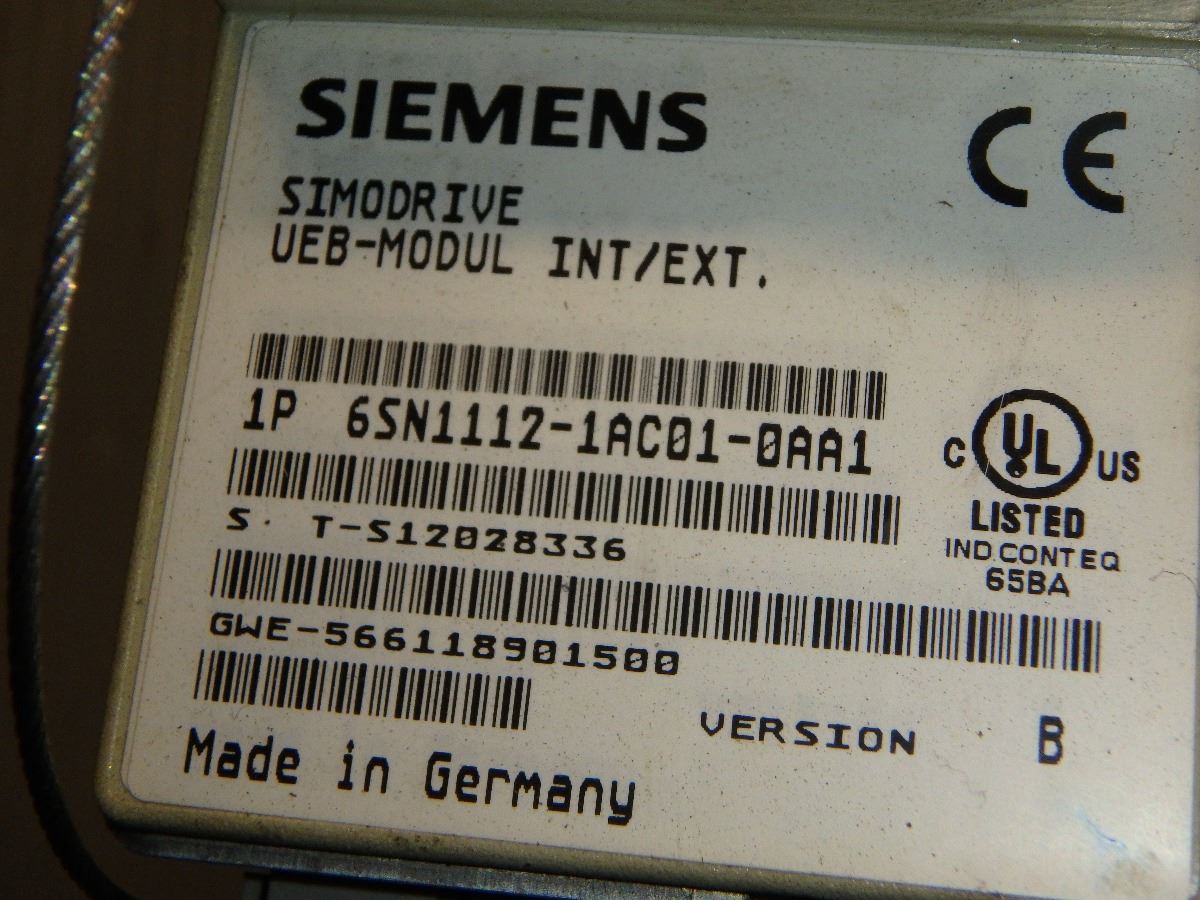 SIEMENS
CE
SIMODRIVE
UEB-MODUL INT/EXT.
1P 6SN1112-1AC01-0AA1
C UL US
LISTED
IND.CONT.EQ
65BA
S T-S12028336
GWE-566118901500
VERSION B
Made in Germany